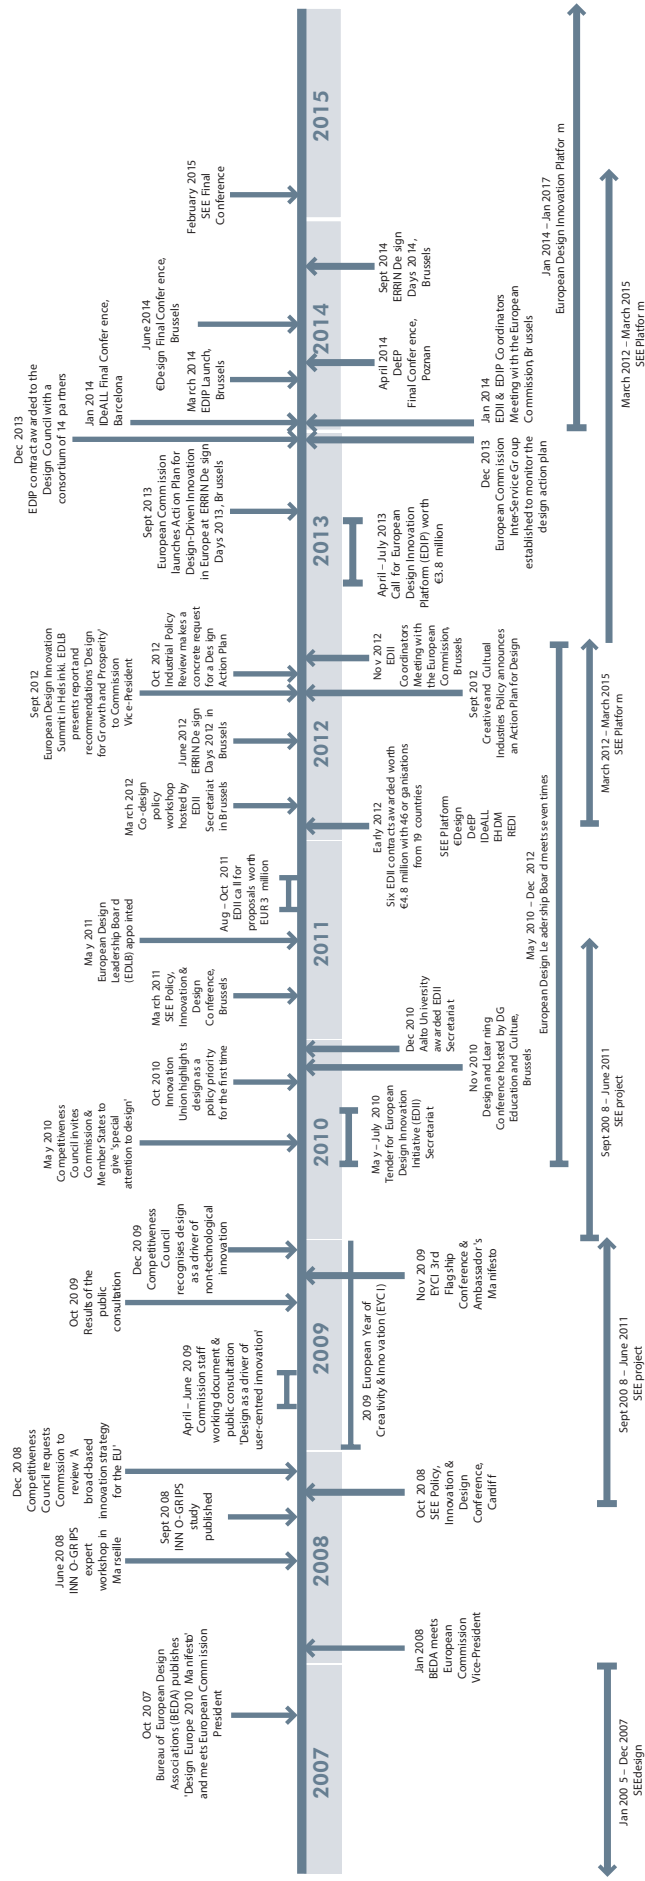 Oct 2007
Bureau of European Design
Associations (BEDA) publishes
'Design Europe 2010 Manifesto'
and meets European Commission
President
June 2008
INNO-GRIPS
expert
workshop in
Marseille
Sept 2008
INNO-GRIPS
study
published
Dec 2008
Competitiveness
Council requests
Commission to
review 'A
broad-based
innovation strategy
for the EU'
April – June 2009
Commission staff
working document &
public consultation
'Design as a driver of
user-centred innovation'
Oct 2009
Results of the
public
consultation
Dec 2009
Competitiveness
Council
recognises design
as a driver of
non-technological
innovation
May 2010
Competitiveness
Council invites
Commission &
Member States to
give 'special
attention to design'
Oct 2010
Innovation
Union highlights
design as a
policy priority
for the first time
March 2011
SEE Policy,
Innovation &
Design
Conference,
Brussels
May 2011
European Design
Leadership Board
(EDLB) appointed
Aug – Oct 2011
EDII call for
proposals worth
EUR 3 million
March 2012
Co-design
policy
workshop
hosted by
EDII
Secretariat
in Brussels
June 2012
ERRIN Design
Days 2012 in
Brussels
Sept 2012
European Design Innovation
Summit in Helsinki. EDLB
presents report and
recommendations 'Design
for Growth and Prosperity'
to Commission
Vice-President
Oct 2012
Industrial Policy
Review makes a
concrete request
for a Design
Action Plan
Sept 2013
European Commission
launches Action Plan for
Design-Driven Innovation
in Europe at ERRIN Design
Days 2013, Brussels
Dec 2013
EDIP contract awarded to the
Design Council with a
consortium of 14 partners
Jan 2014
IDeALL Final Conference,
Barcelona
March 2014
EDIP Launch,
Brussels
June 2014
€Design Final Conference,
Brussels
February 2015
SEE Final
Conference
2007
2008
2009
2010
2011
2012
2013
2014
2015
Jan 2008
BEDA meets
European
Commission
Vice-President
Oct 2008
SEE Policy,
Innovation &
Design
Conference,
Cardiff
2009 European Year of
Creativity & Innovation (EYCI)
Nov 2009
EYCI 3rd
Flagship
Conference &
Ambassador's
Manifesto
May – July 2010
Tender for European
Design Innovation
Initiative (EDII)
Secretariat
Nov 2010
Design and Learning
Conference hosted by DG
Education and Culture,
Brussels
Dec 2010
Aalto University
awarded EDII
Secretariat
Early 2012
Six EDII contracts awarded worth
€4.8 million with 46 organisations
from 19 countries
SEE Platform
€Design
DeEP
IDeALL
EHDM
REDI
Sept 2012
Creative and Cultural
Industries Policy announces
an Action Plan for Design
Nov 2012
EDII
Coordinators
Meeting with
the European
Commission,
Brussels
April – July 2013
Call for European
Design Innovation
Platform (EDIP) worth
€3.8 million
Dec 2013
European Commission
Inter-Service Group
established to monitor the
design action plan
Jan 2014
EDII & EDIP Coordinators
Meeting with the European
Commission, Brussels
April 2014
DeEP
Final Conference,
Poznan
Sept 2014
ERRIN Design
Days 2014,
Brussels
May 2010 – Dec 2012
European Design Leadership Board meets seven times
Jan 2014 – Jan 2017
European Design Innovation Platform
Jan 2005 – Dec 2007
SEEdesign
Sept 2008 – June 2011
SEE project
Sept 2008 – June 2011
SEE project
March 2012 – March 2015
SEE Platform
March 2012 – March 2015
SEE Platform